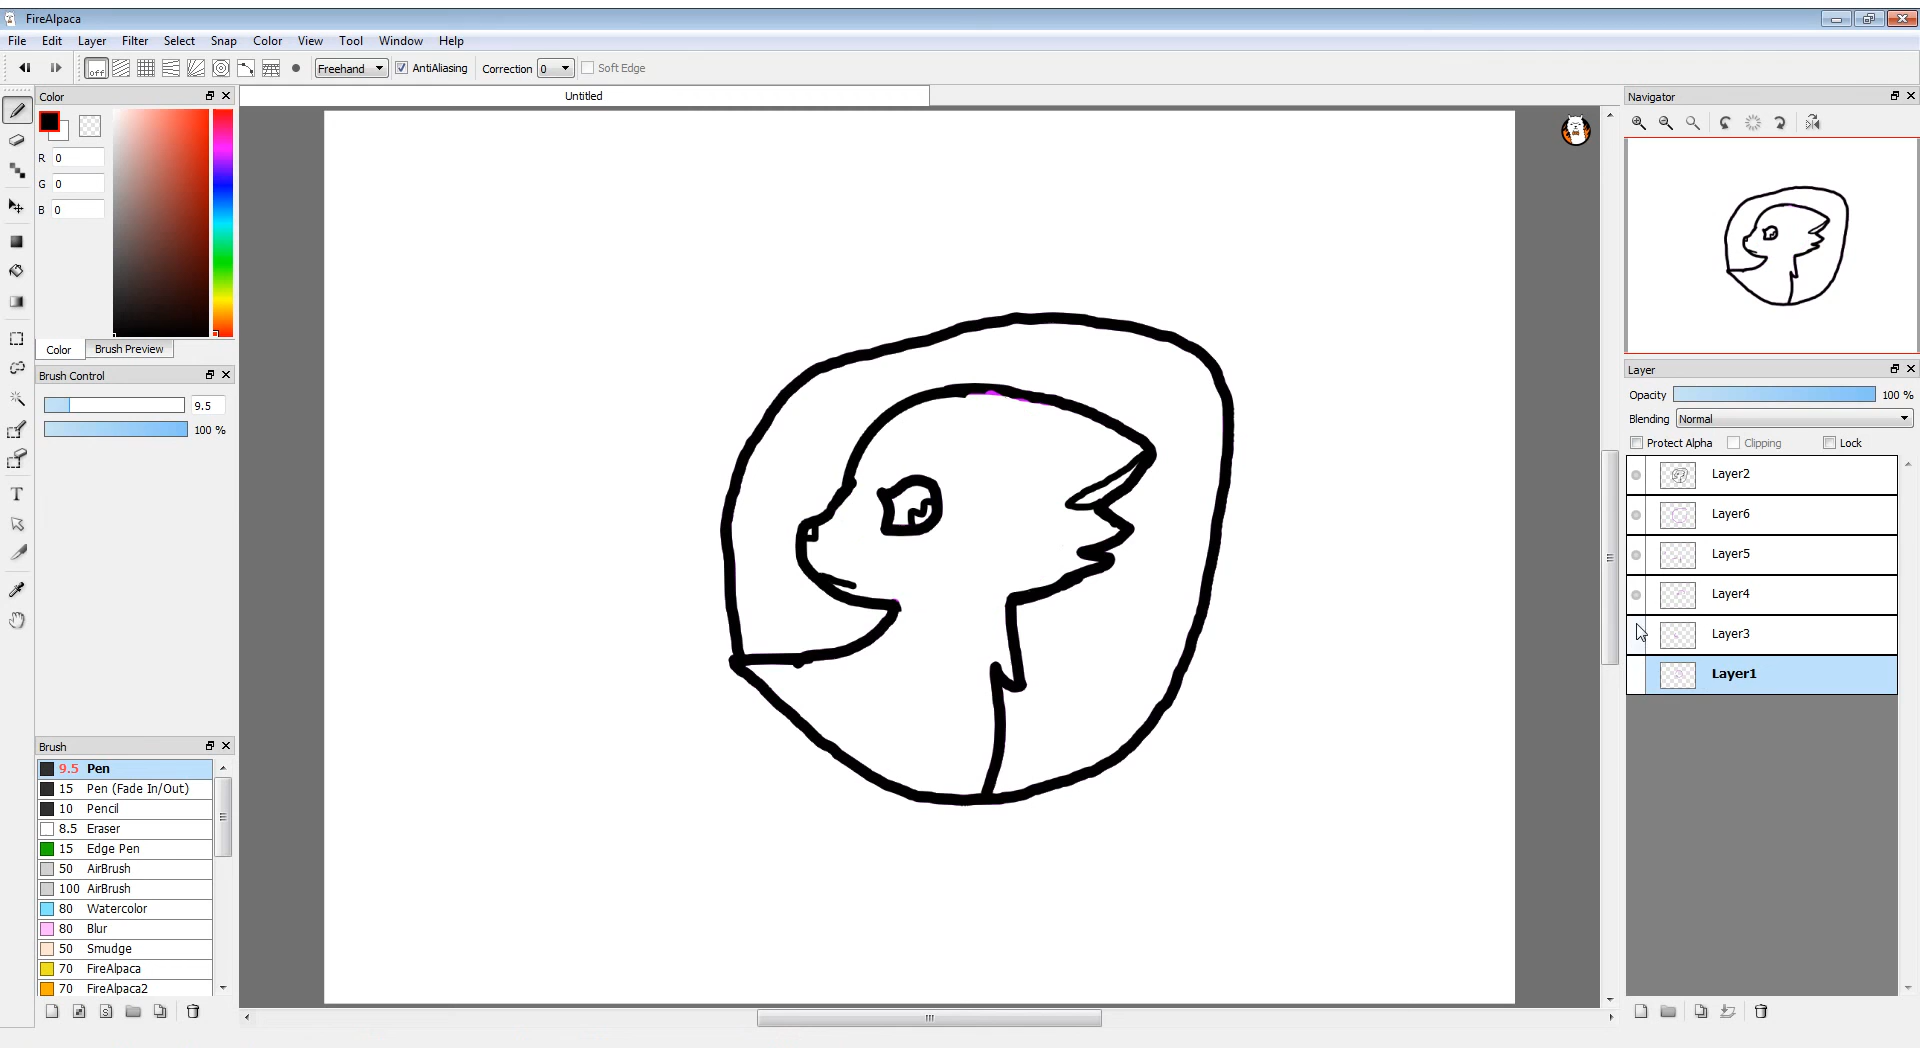 FireAlpaca
File Edit Layer Filter Select Snap Color View Tool Window Help
off Freehand AntiAliasing Correction 0 Soft Edge
Color
Untitled
Navigator
R 0
G 0
B 0
Color Brush Preview
Brush Control
9.5
100 %
Layer
Opacity 100 %
Blending Normal
Protect Alpha Clipping Lock
Layer2
Layer6
Layer5
Layer4
Layer3
Layer1
Brush
9.5 Pen
15 Pen (Fade In/Out)
10 Pencil
8.5 Eraser
15 Edge Pen
50 AirBrush
100 AirBrush
80 Watercolor
80 Blur
50 Smudge
70 FireAlpaca
70 FireAlpaca2
T
S